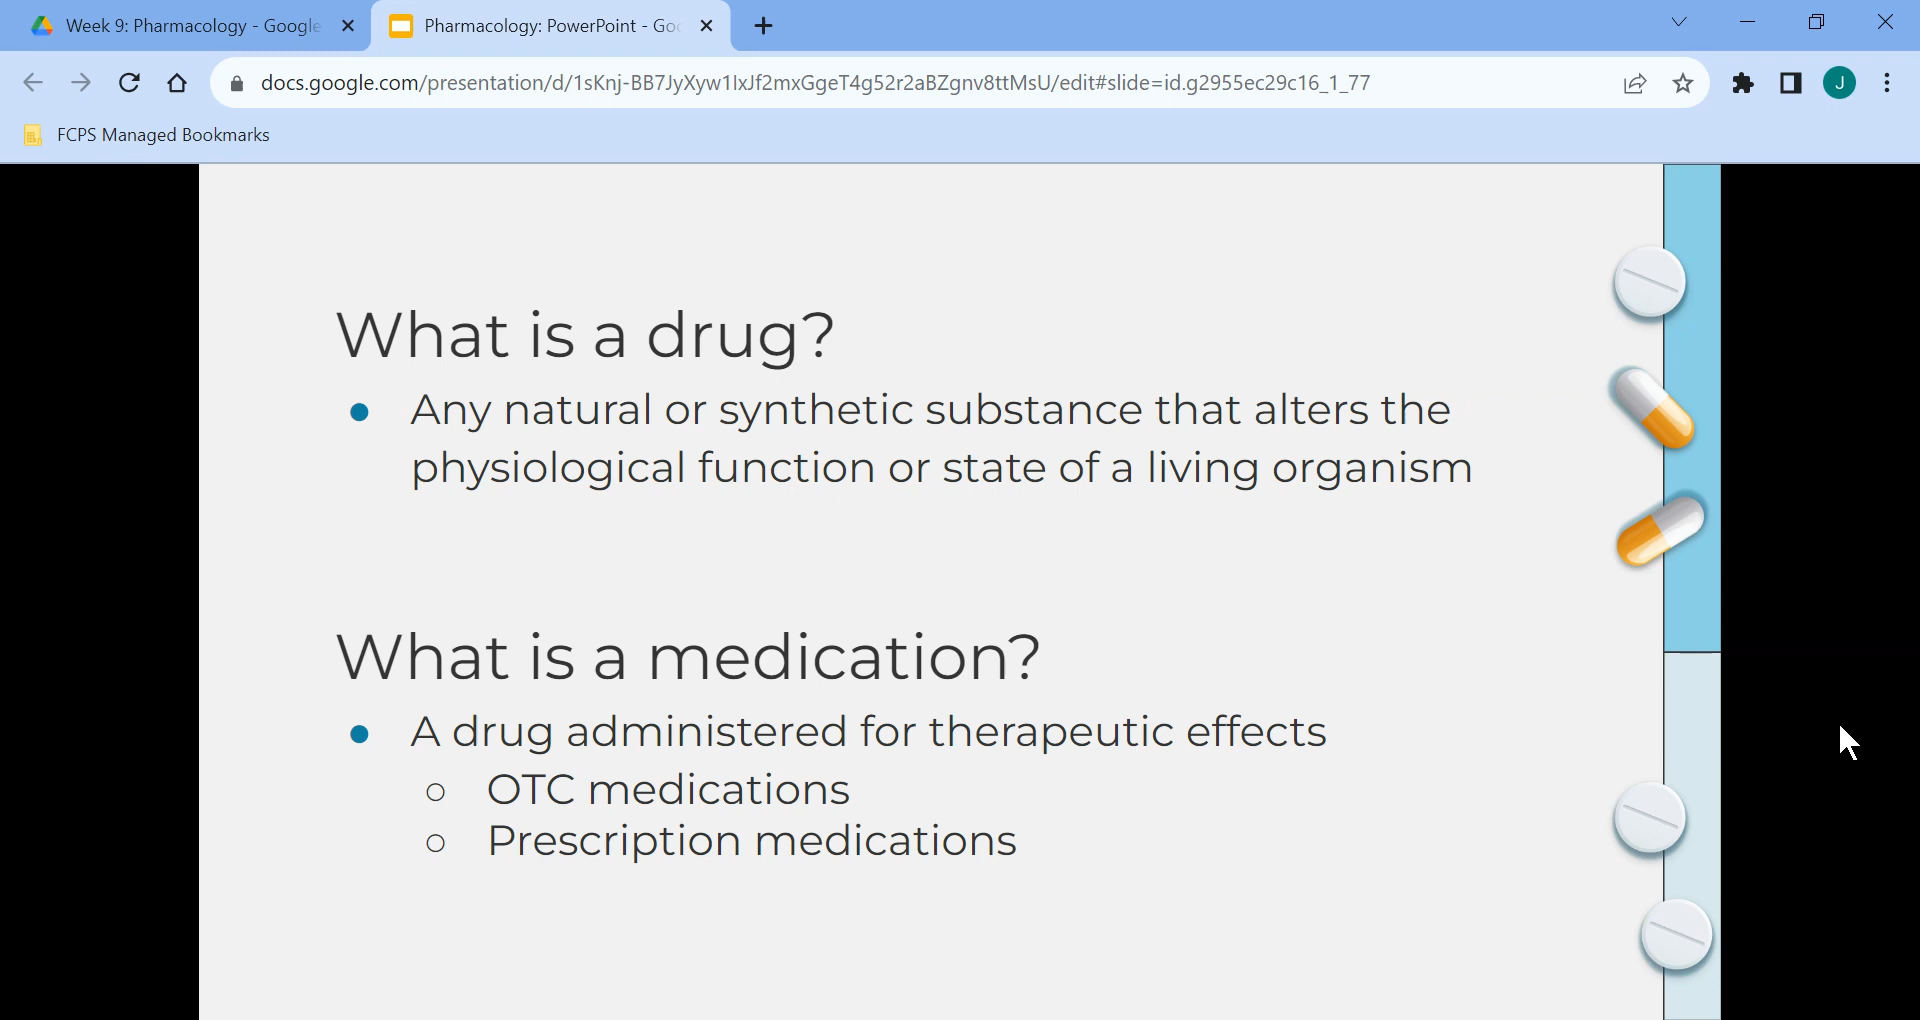 Week 9: Pharmacology - Google
Pharmacology: PowerPoint - Goo
docs.google.com/presentation/d/1sKnj-BB7JyXyw1IxJf2mxGgeT4g52r2aBZgnv8ttMsU/edit#slide=id.g2955ec29c16_1_77
J
FCPS Managed Bookmarks
What is a drug?
● Any natural or synthetic substance that alters the
physiological function or state of a living organism
What is a medication?
● A drug administered for therapeutic effects
○ OTC medications
○ Prescription medications